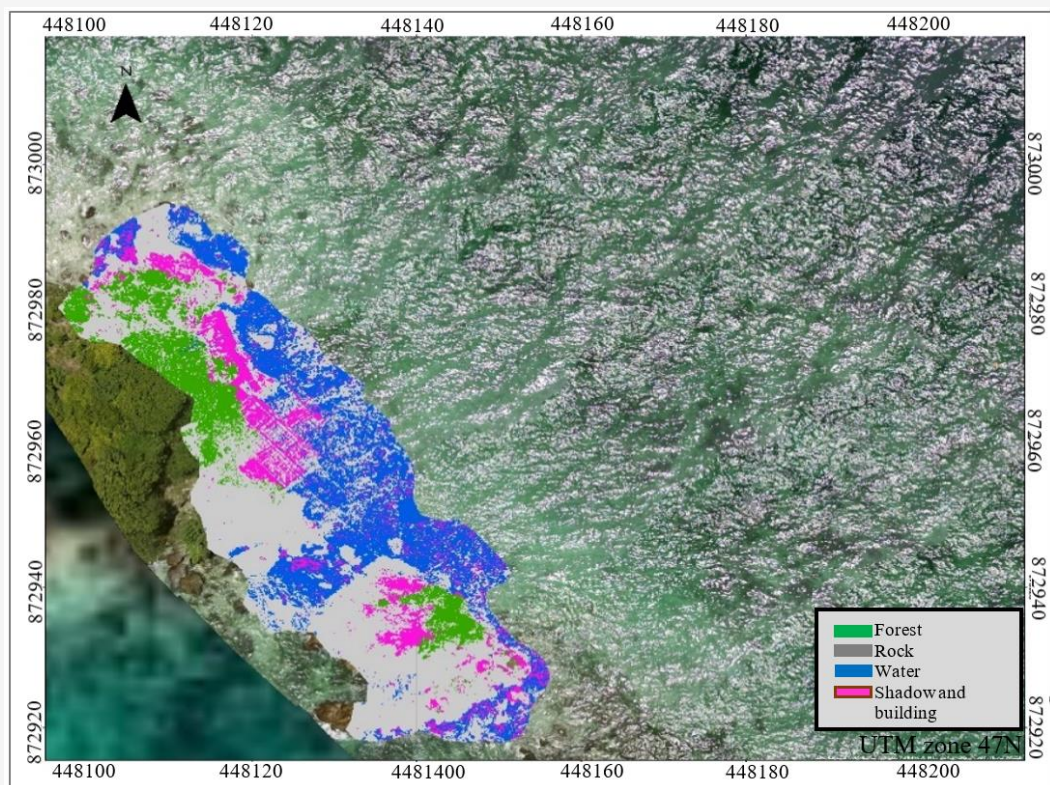 448100 448120 448140 448160 448180 448200
N
873000 873000
872980 872980
872960 872960
872940 872940
872920 872920
Forest
Rock
Water
Shadow and
building
UTM zone 47N
448100 448120 4481400 448160 448180 448200